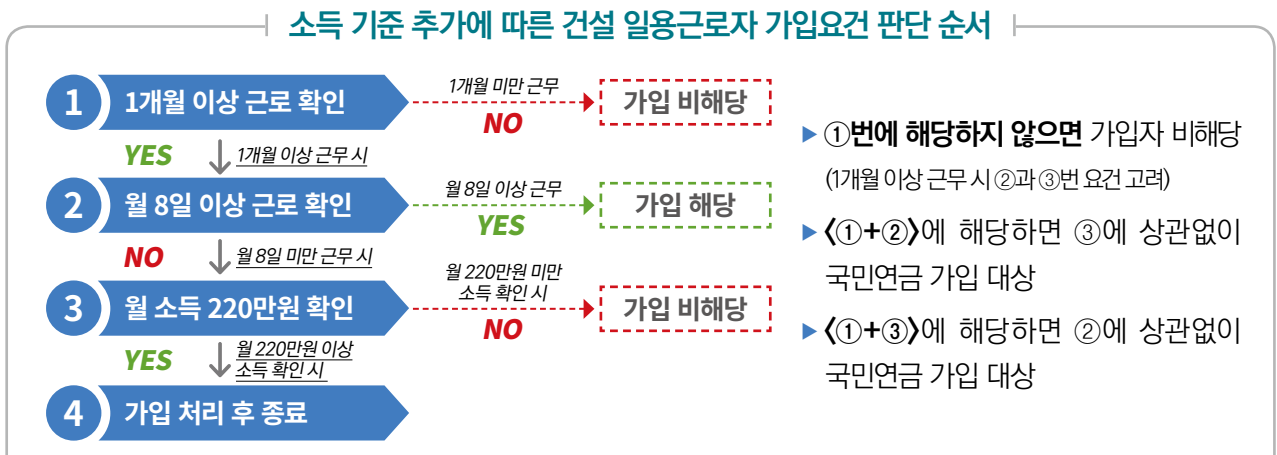 소득 기준 추가에 따른 건설 일용근로자 가입요건 판단 순서
1 1개월 이상 근로 확인
1개월 미만 근무
NO
가입 비해당
YES
1개월 이상 근무 시
2 월 8일 이상 근로 확인
월 8일 이상 근무
YES
가입 해당
NO
월 8일 미만 근무 시
3 월 소득 220만원 확인
월 220만원 미만
소득 확인 시
NO
가입 비해당
YES
월 220만원 이상
소득 확인 시
4 가입 처리 후 종료
▶ ①번에 해당하지 않으면 가입자 비해당
(1개월 이상 근무 시 ②과 ③번 요건 고려)
▶ 〈①+②〉에 해당하면 ③에 상관없이
국민연금 가입 대상
▶ 〈①+③〉에 해당하면 ②에 상관없이
국민연금 가입 대상